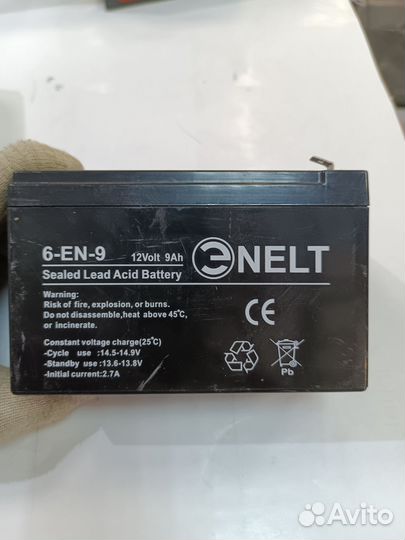 6-EN-9 12Volt 9Ah
Sealed Lead Acid Battery
ENELT
CE
Warning:
Risk of fire, explosion, or burns.
Do not disassemble,heat above 45°C,
or incinerate.
Constant voltage charge(25°C)
-Cycle use :14.5-14.9V
-Standby use :13.6-13.8V
-Initial current:2.7A
Pb
Avito